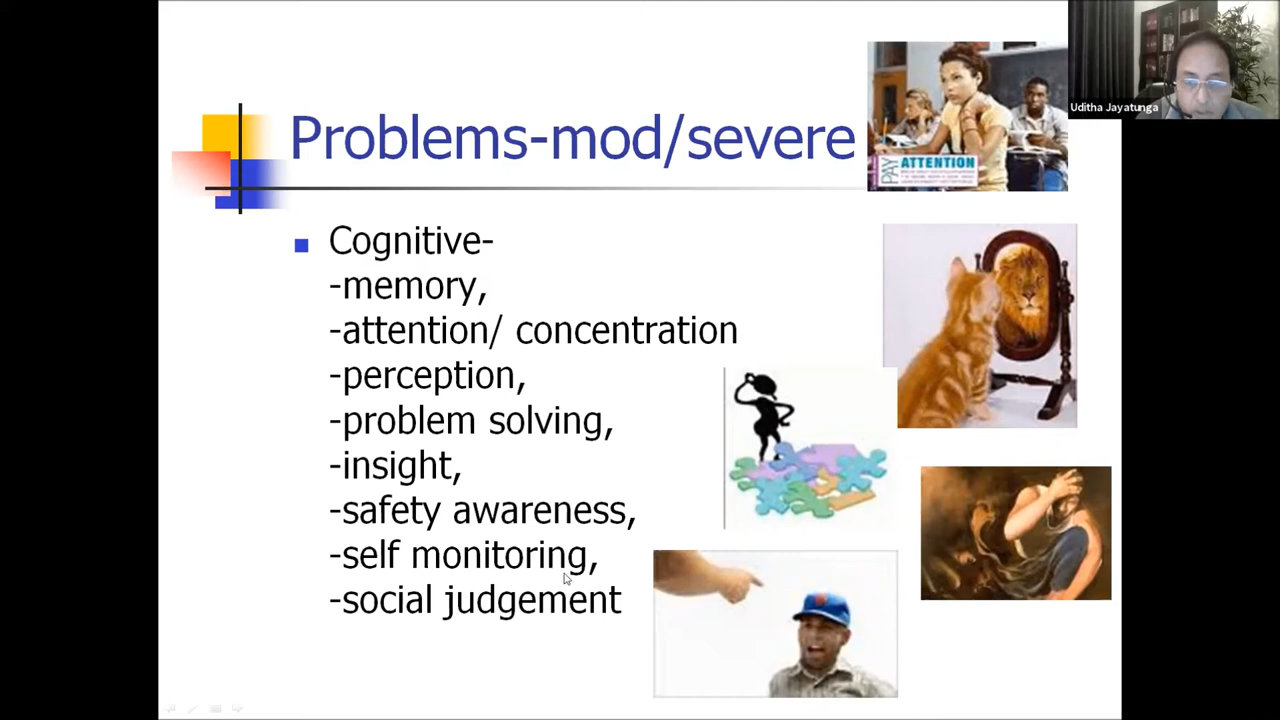 Uditha Jayatunga
Problems-mod/severe
PAY
ATTENTION
Cognitive-
-memory,
-attention/ concentration
-perception,
-problem solving,
-insight,
-safety awareness,
-self monitoring,
-social judgement